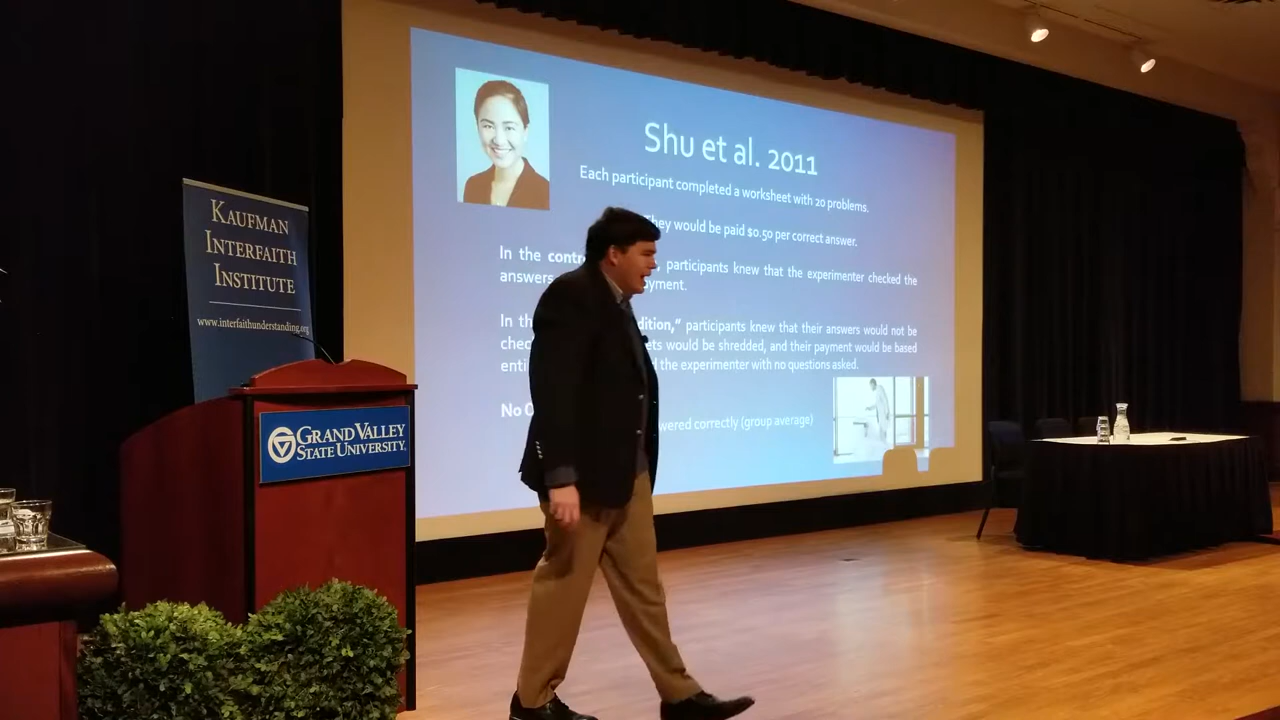 KAUFMAN
INTERFAITH
INSTITUTE
www.interfaithunderstanding.org
GRAND VALLEY
STATE UNIVERSITY
Shu et al. 2011
Each participant completed a worksheet with 20 problems.
They would be paid $0.50 per correct answer.
In the , participants knew that the experimenter checked the
answers
In the " participants knew that their answers would not be
would be shredded, and their payment would be based
the experimenter with no questions asked.
No
correctly (group average)